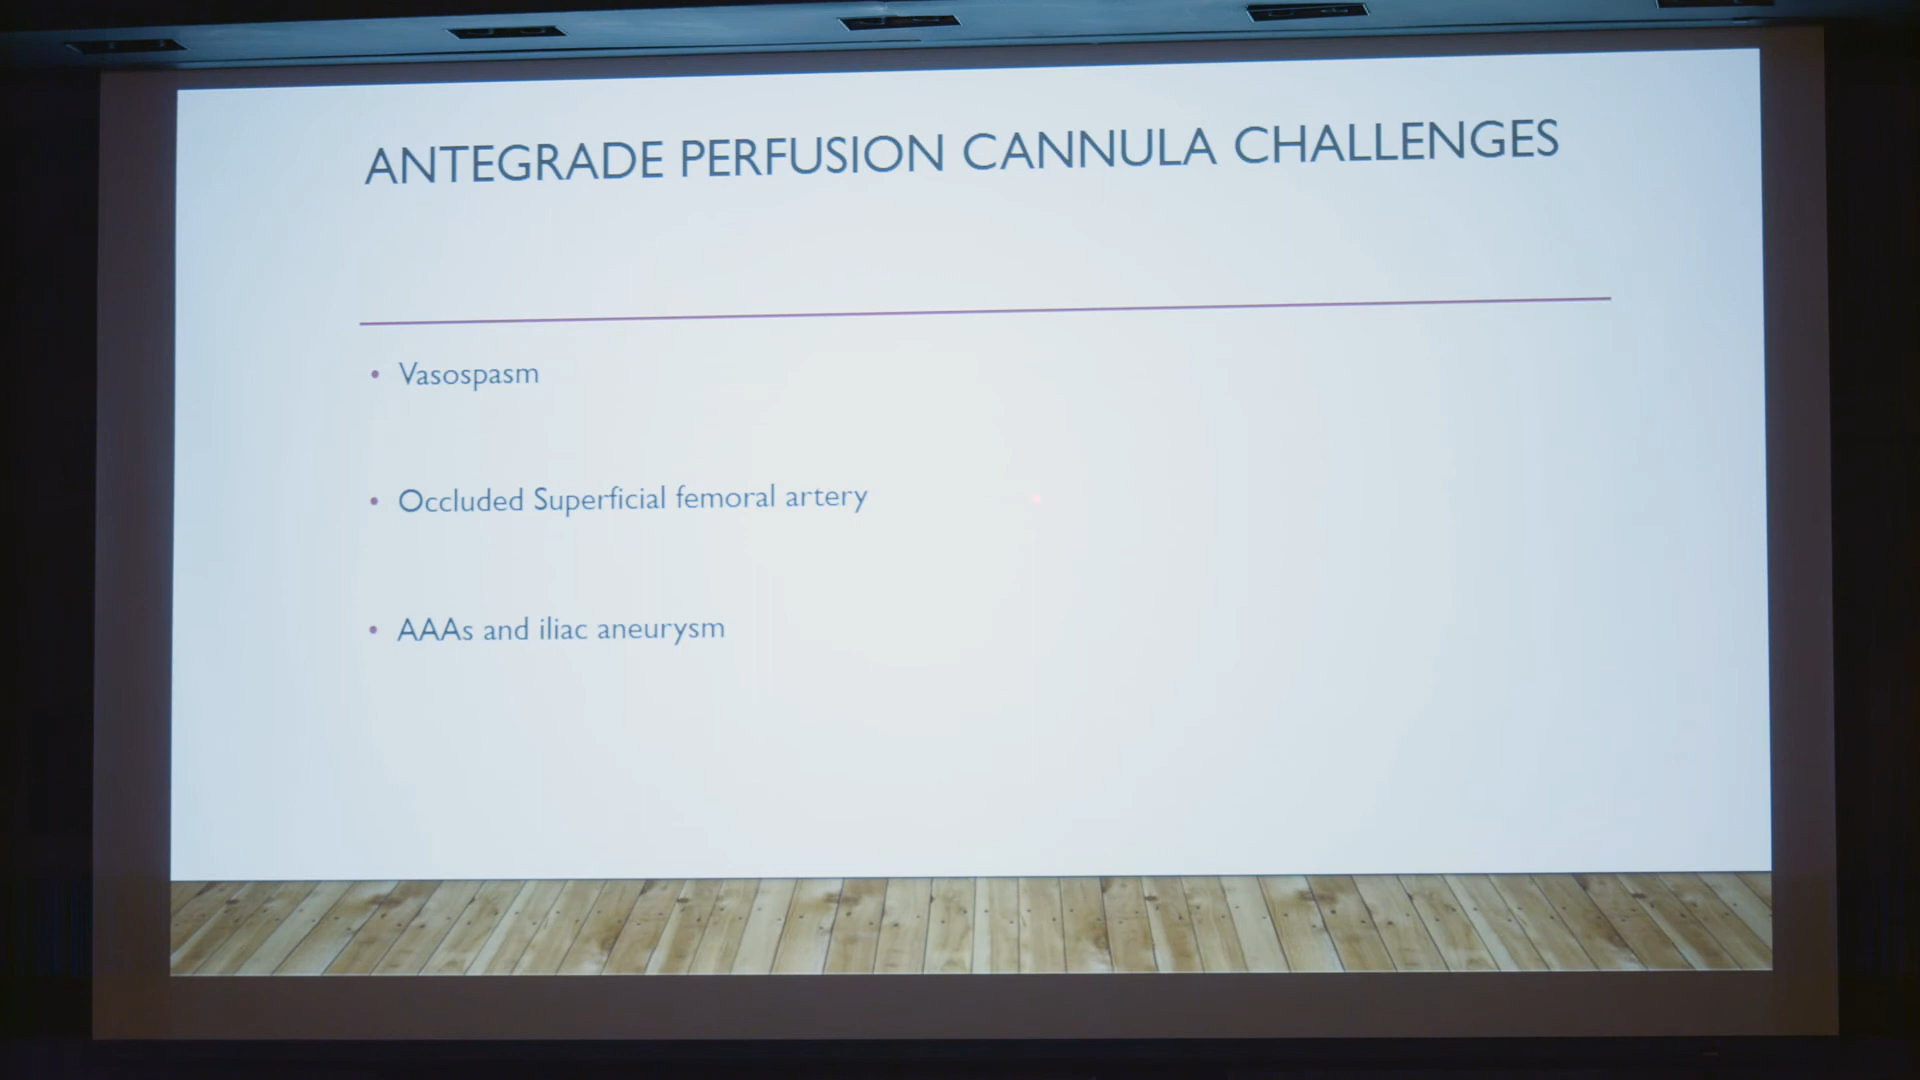 ANTEGRADE PERFUSION CANNULA CHALLENGES
• Vasospasm
• Occluded Superficial femoral artery
• AAAs and iliac aneurysm